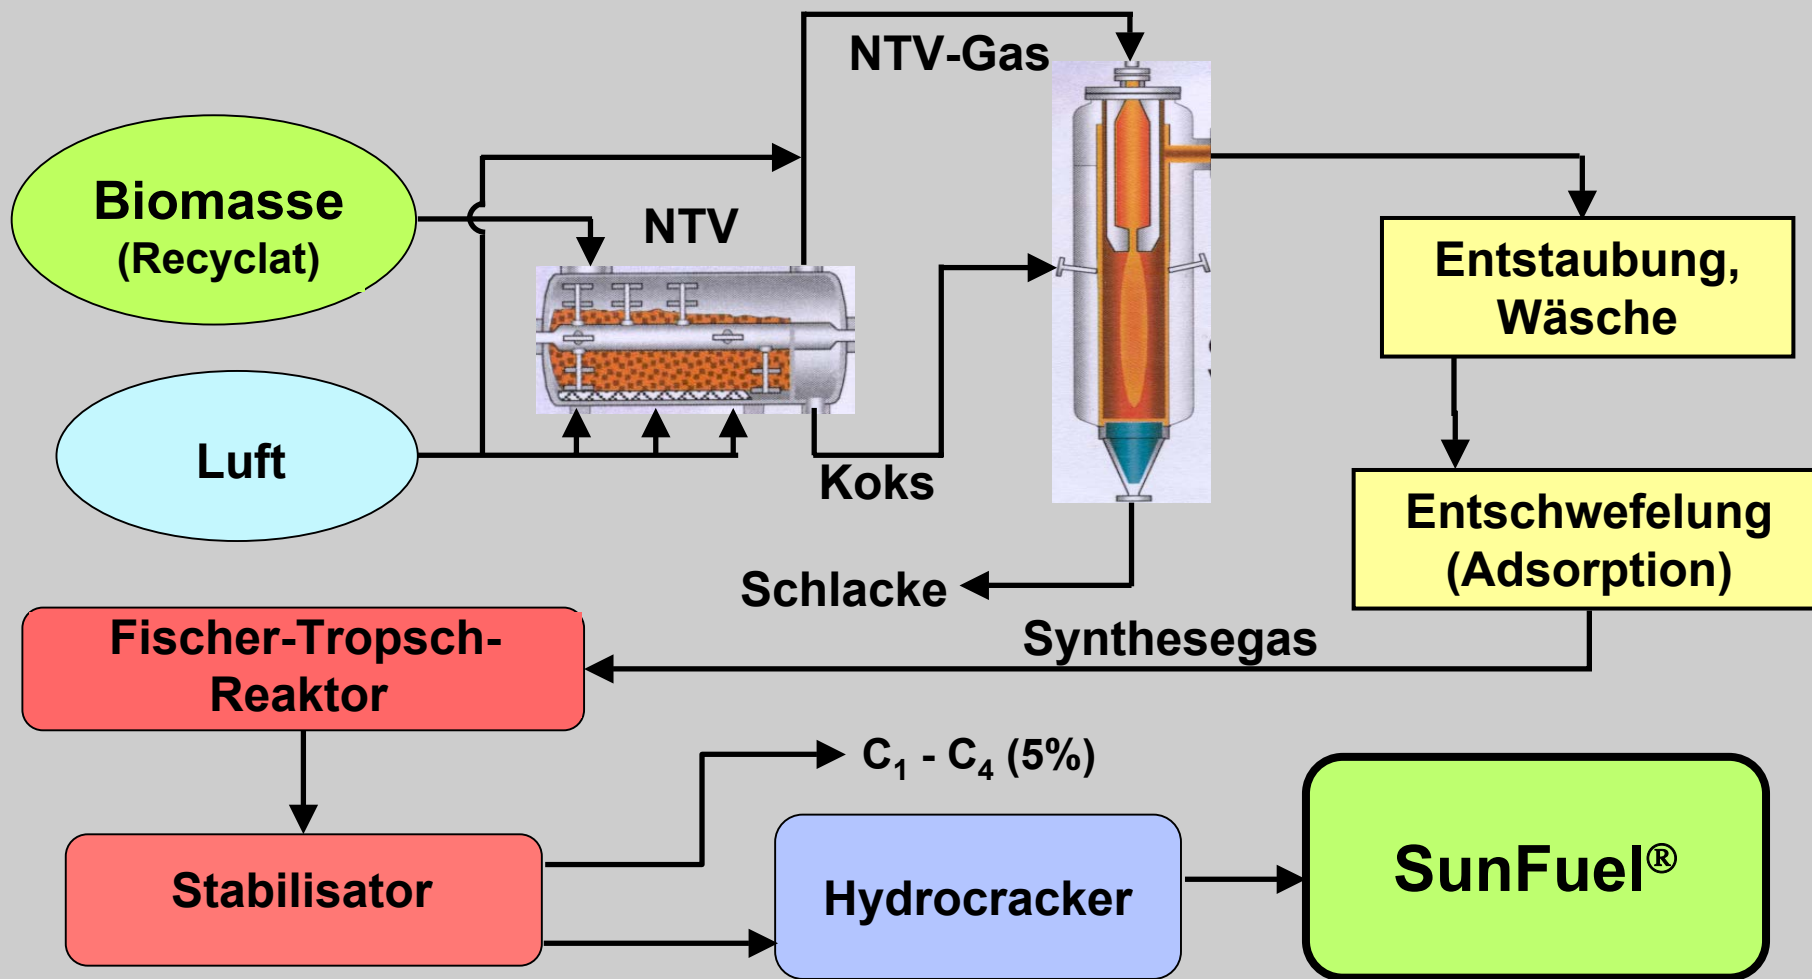 NTV-Gas
Biomasse
(Recyclat)
NTV
Entstaubung,
Wäsche
Luft
Koks
Entschwefelung
(Adsorption)
Schlacke
Synthesegas
Fischer-Tropsch-
Reaktor
C₁ - C₄ (5%)
Stabilisator
Hydrocracker
SunFuel®